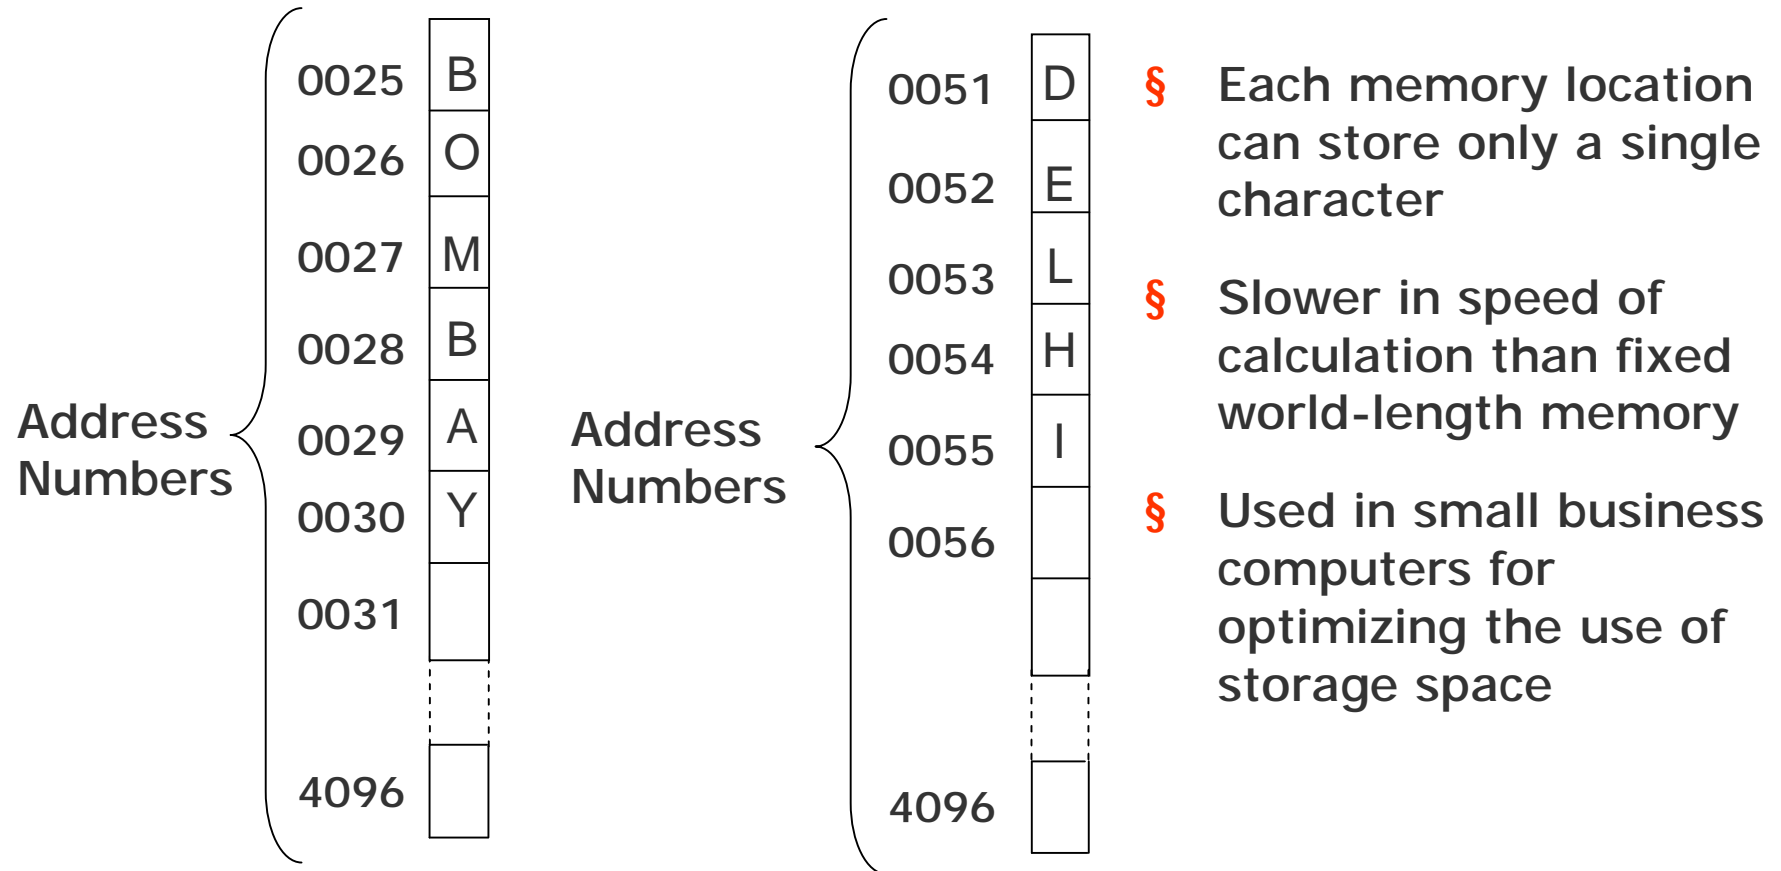 Address
Numbers
0025 B
0026 O
0027 M
0028 B
0029 A
0030 Y
0031
4096
Address
Numbers
0051 D
0052 E
0053 L
0054 H
0055 I
0056
4096
§ Each memory location
can store only a single
character
§ Slower in speed of
calculation than fixed
world-length memory
§ Used in small business
computers for
optimizing the use of
storage space